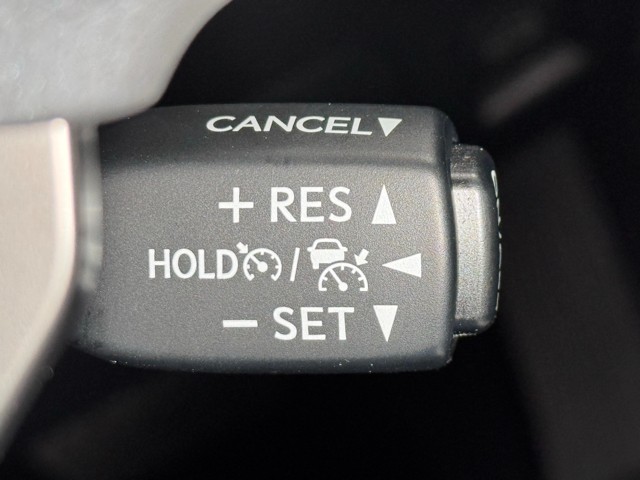 CANCEL▼
+ RES ▲
HOLD / ◀
– SET ▼